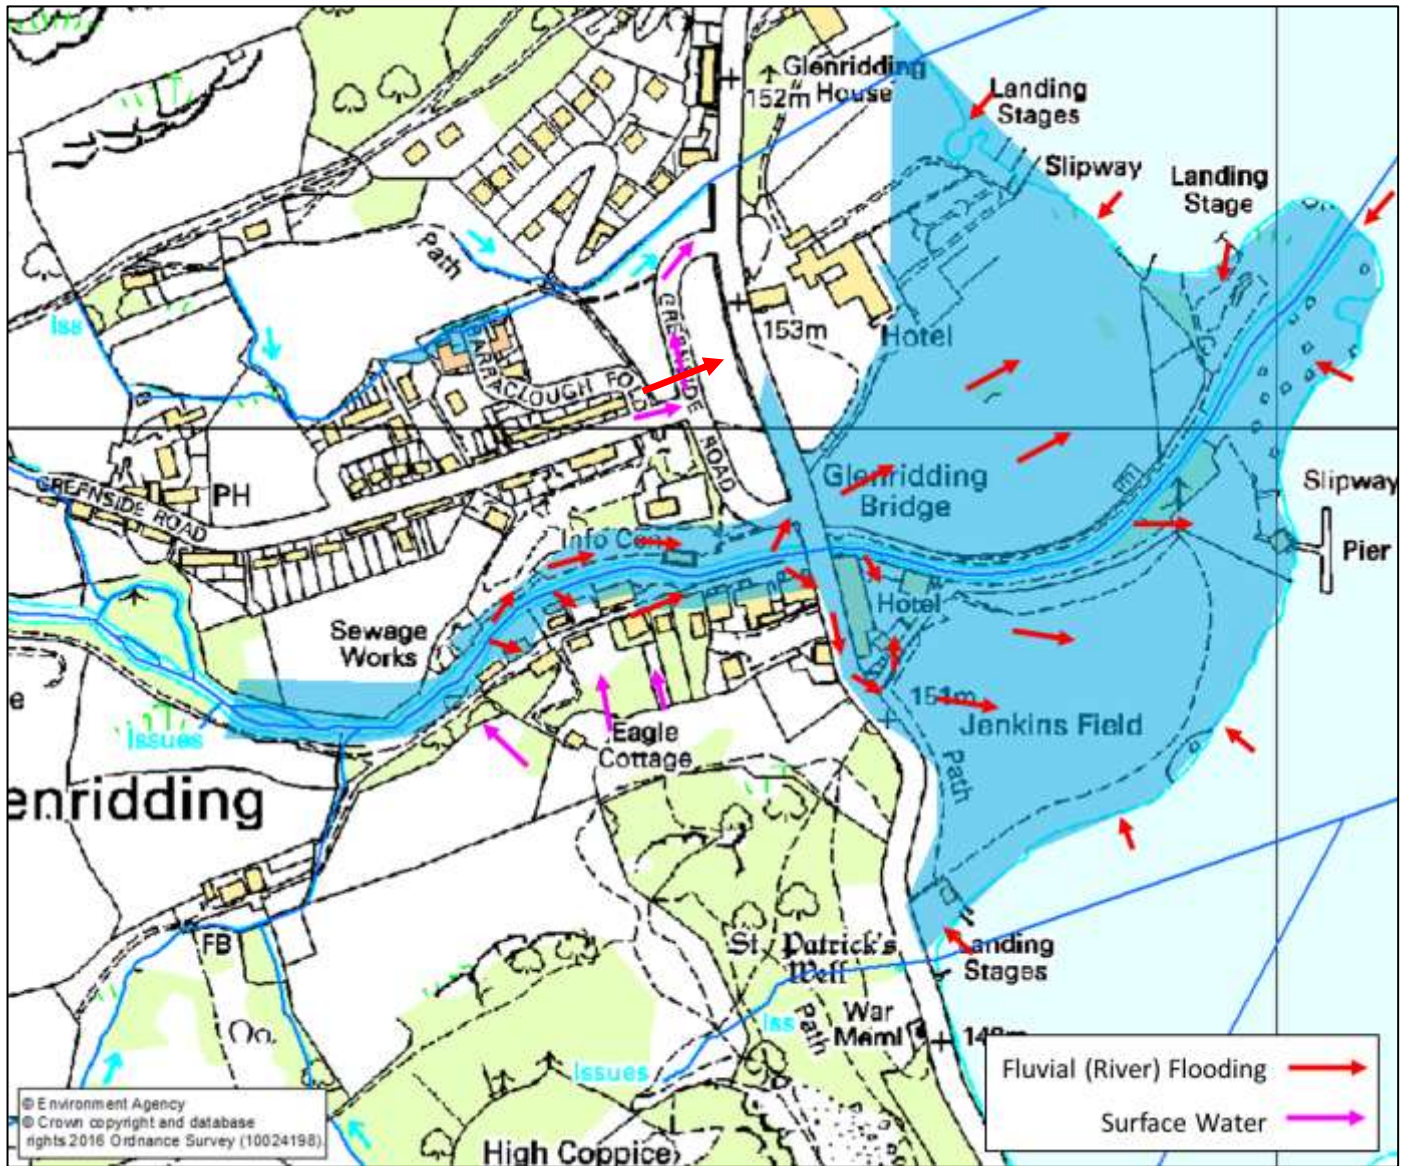 Glenridding
House
152m
Landing
Stages
Slipway
Landing
Stage
Path
Iss
GREENSIDE
ROAD
153m
Hotel
BARRACLOUGH FOLD
GREENSIDE ROAD
PH
Glenridding
Bridge
Slipway
Pier
Info Cen
Hotel
Sewage
Works
Issues
151m
Jenkins Field
Eagle
Cottage
Path
enridding
FB
St Patrick's
Well
Landing
Stages
Iss
Path
War
Meml
Issues
High Coppice
Fluvial (River) Flooding
Surface Water
© Environment Agency
© Crown copyright and database
rights 2016 Ordnance Survey (10024198).